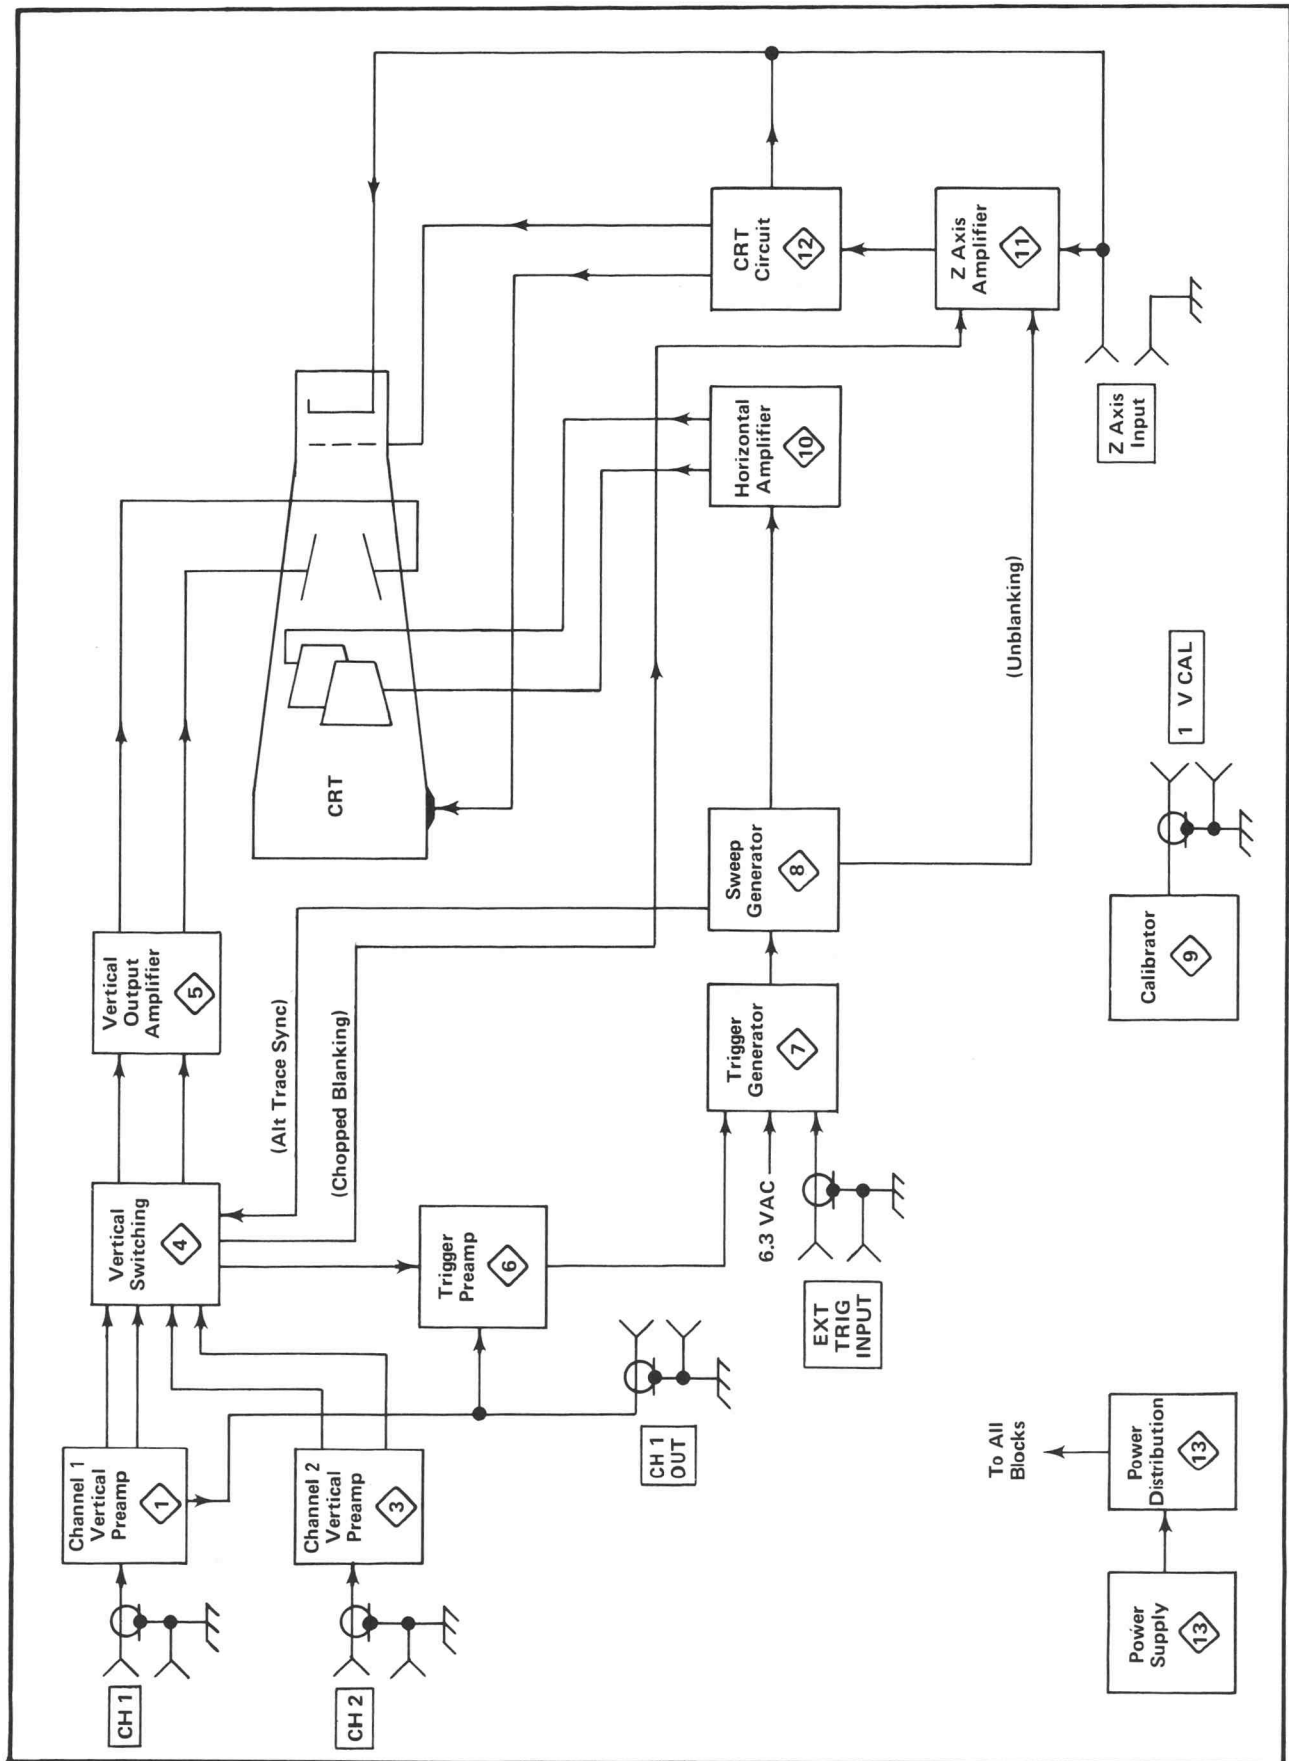 CH 1
Channel 1
Vertical
Preamp
1
CH 2
Channel 2
Vertical
Preamp
3
Vertical
Switching
4
Vertical
Output
Amplifier
5
(Alt Trace Sync)
(Chopped Blanking)
CRT
Trigger
Preamp
6
CH 1
OUT
6.3 VAC
EXT
TRIG
INPUT
Trigger
Generator
7
Sweep
Generator
8
Horizontal
Amplifier
10
CRT
Circuit
12
(Unblanking)
Z Axis
Amplifier
11
Z Axis
Input
To All
Blocks
Power
Supply
13
Power
Distribution
13
Calibrator
9
1 V CAL